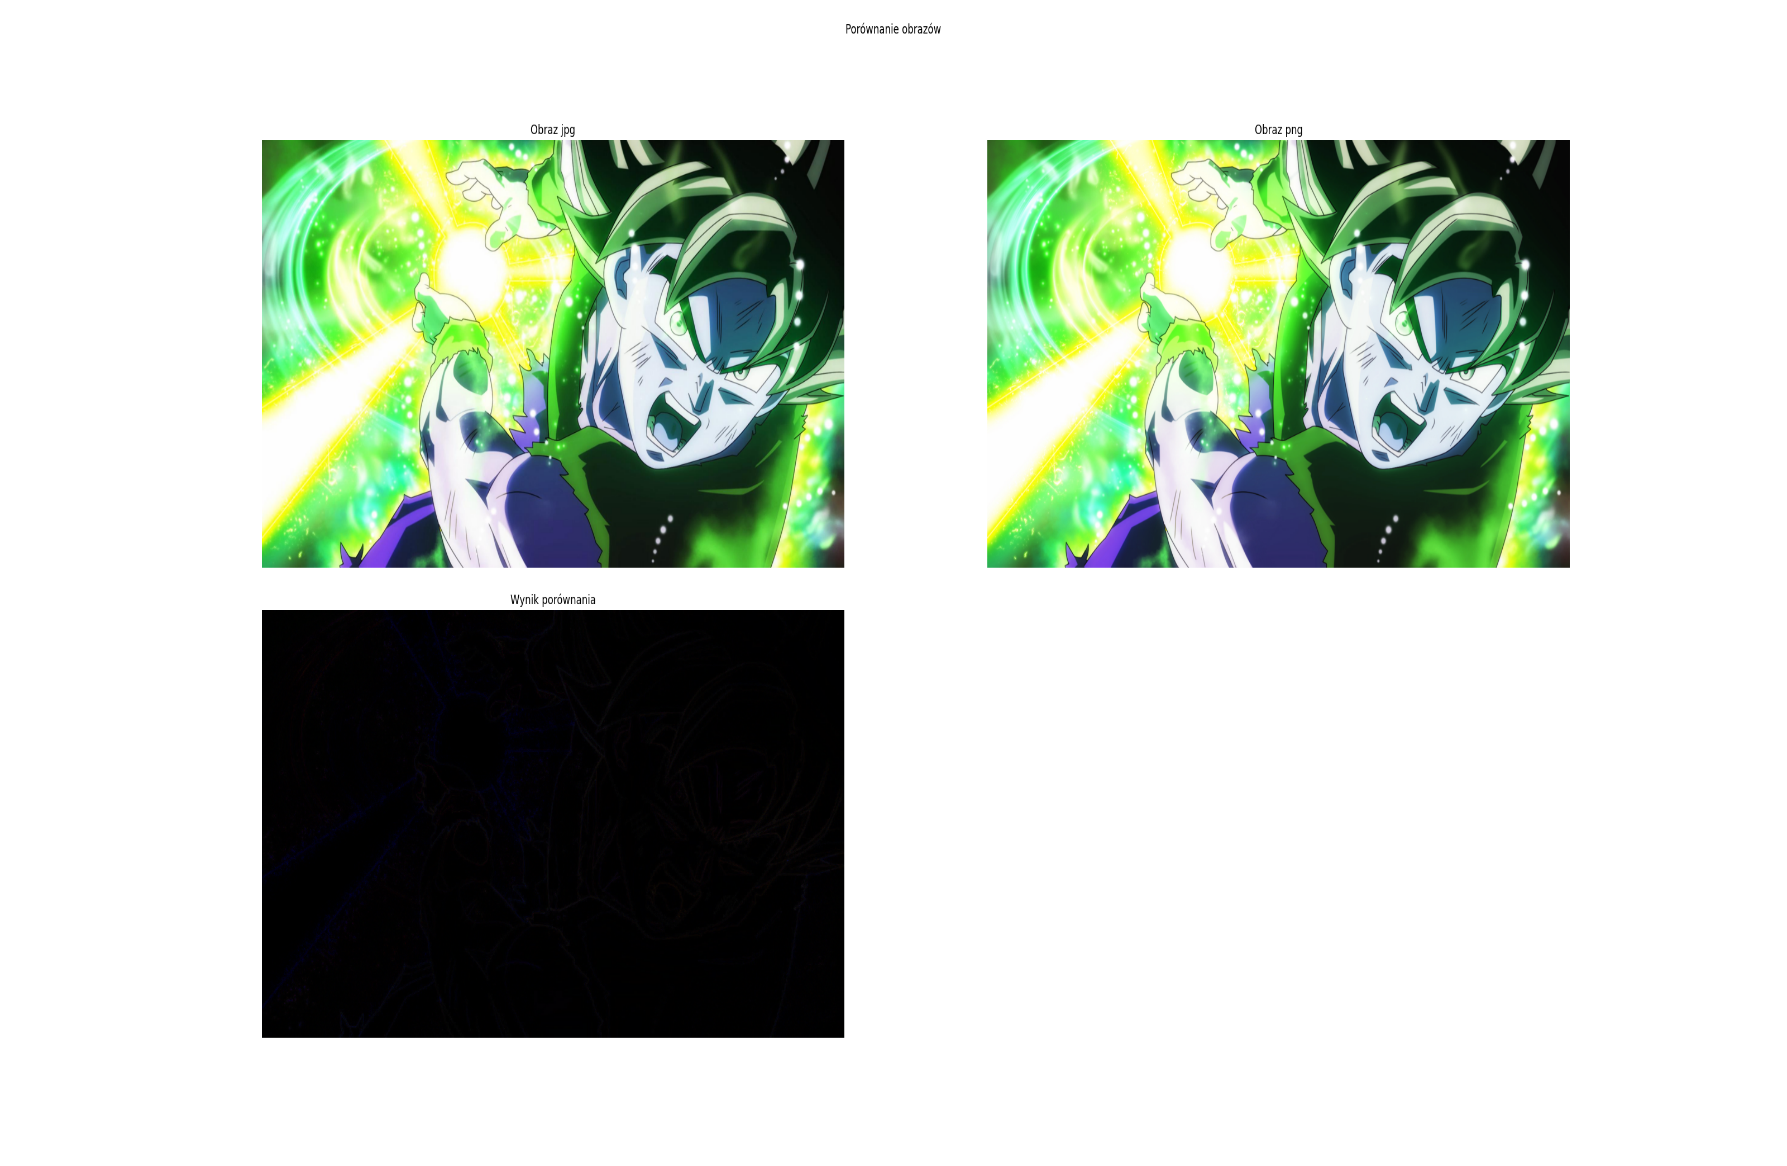 Porównanie obrazów
Obraz jpg
Obraz png
Wynik porównania